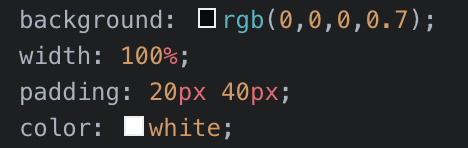 background: rgb(0,0,0,0.7);
width: 100%;
padding: 20px 40px;
color: white;